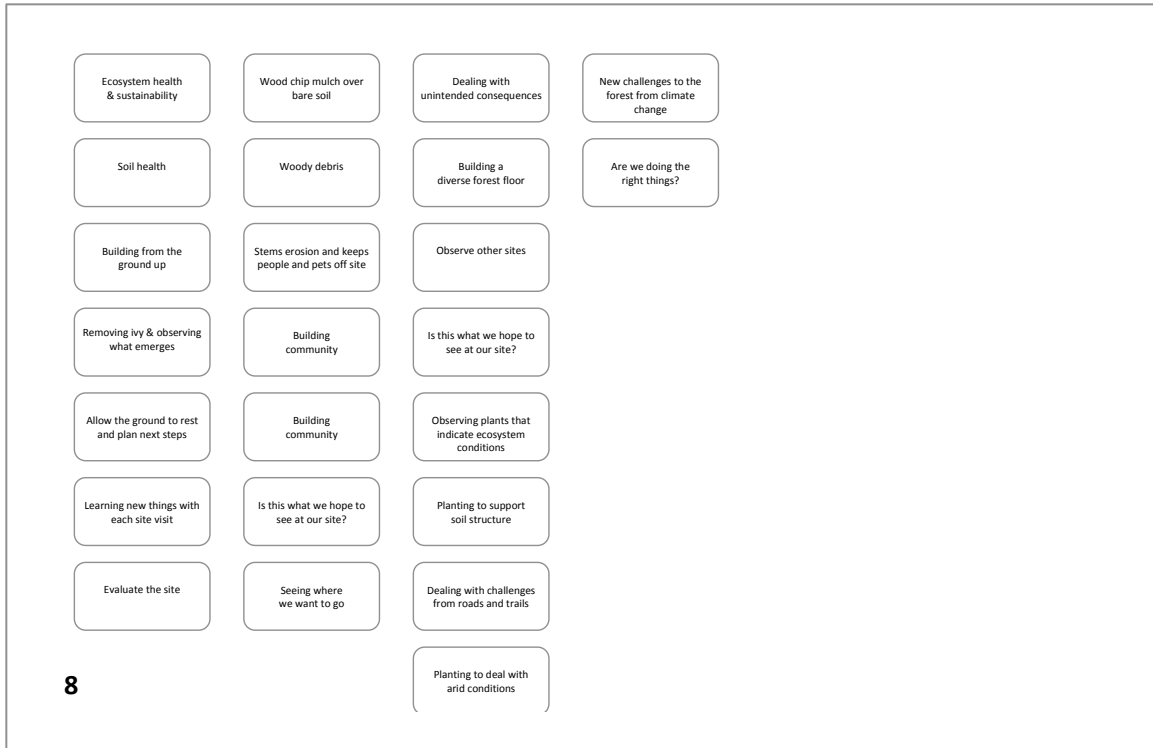 Ecosystem health
& sustainability
Soil health
Building from the
ground up
Removing ivy & observing
what emerges
Allow the ground to rest
and plan next steps
Learning new things with
each site visit
Evaluate the site
Wood chip mulch over
bare soil
Woody debris
Stems erosion and keeps
people and pets off site
Building
community
Building
community
Is this what we hope to
see at our site?
Seeing where
we want to go
Dealing with
unintended consequences
Building a
diverse forest floor
Observe other sites
Is this what we hope to
see at our site?
Observing plants that
indicate ecosystem
conditions
Planting to support
soil structure
Dealing with challenges
from roads and trails
Planting to deal with
arid conditions
New challenges to the
forest from climate
change
Are we doing the
right things?
8